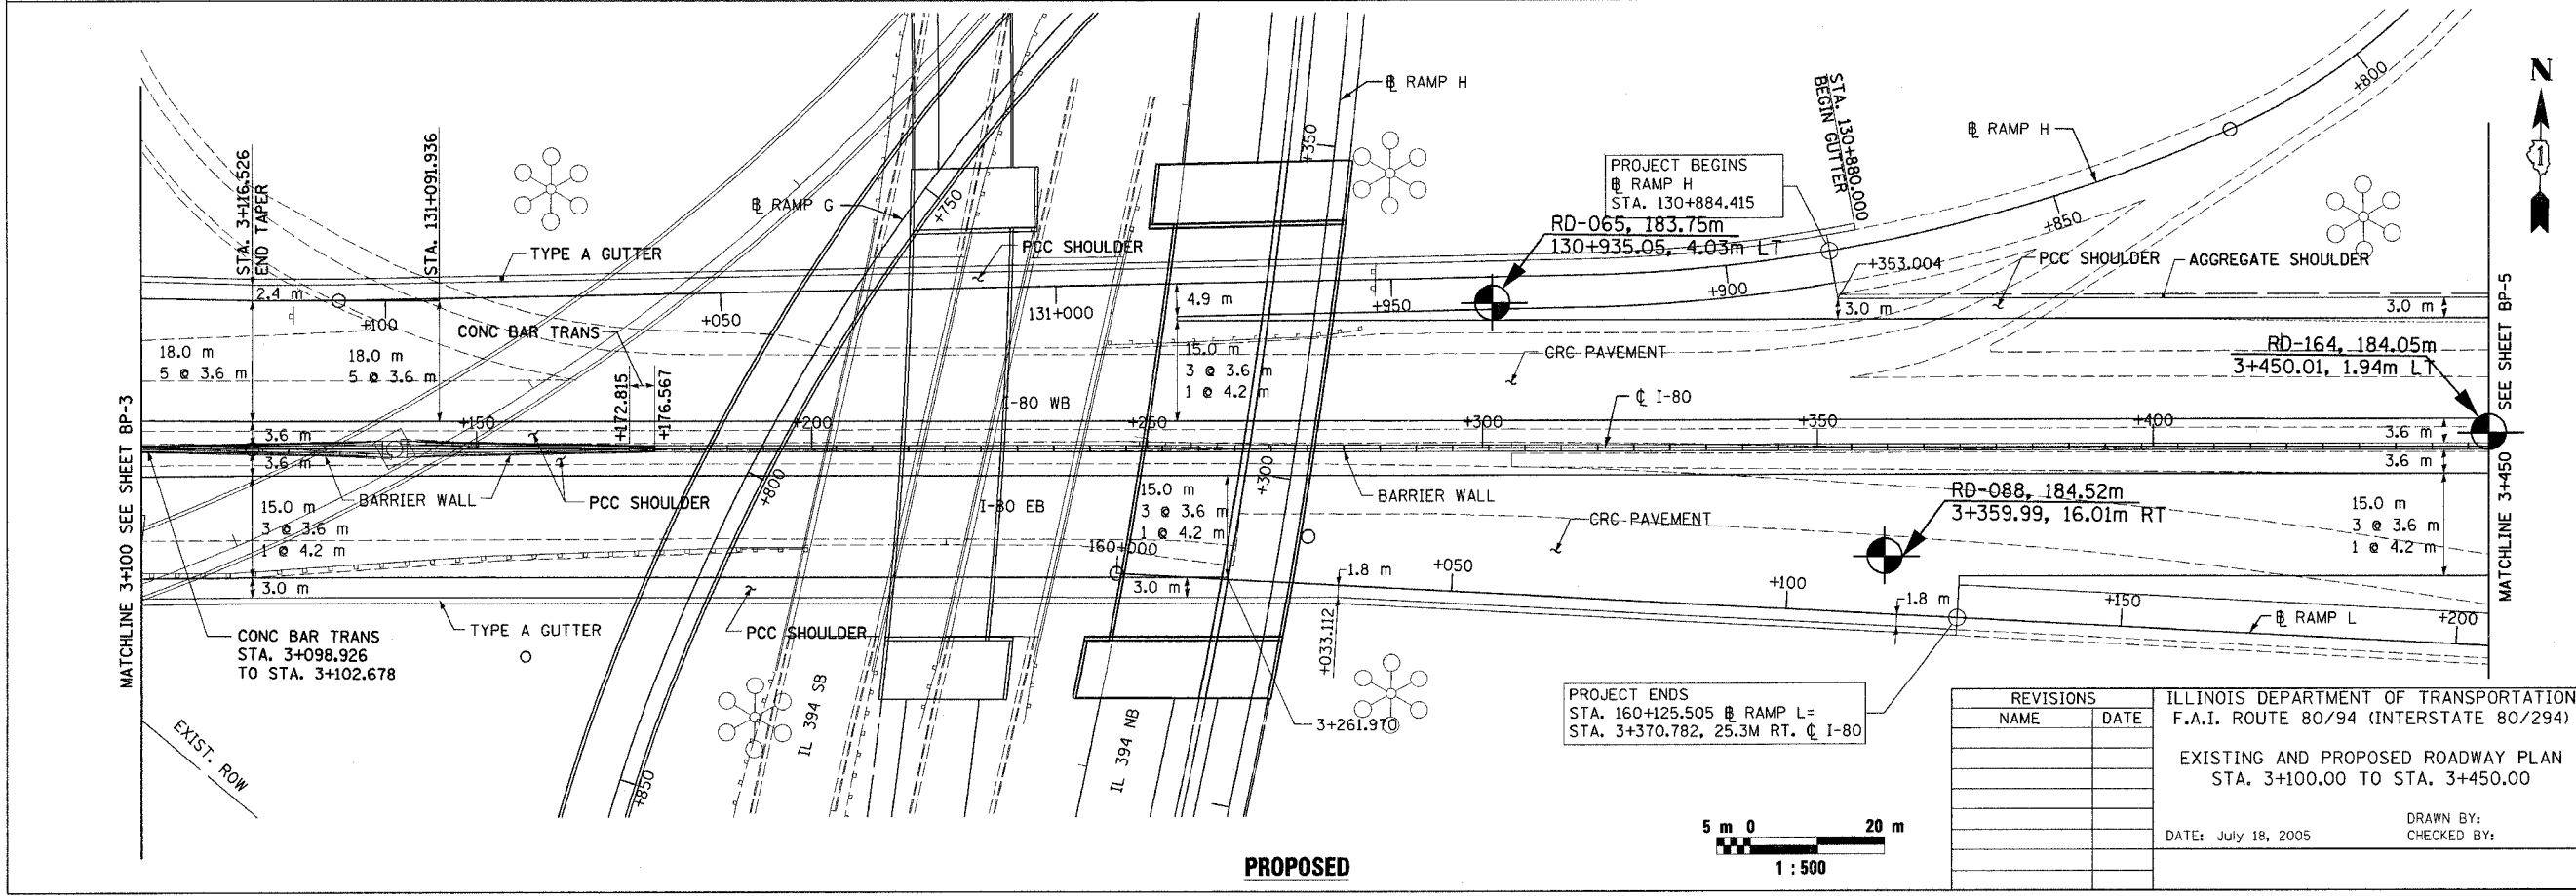 STA. 3+116.526
END TAPER
STA. 131+091.936
TYPE A GUTTER
2.4 m
+100
CONC BAR TRANS
+050
18.0 m
5 @ 3.6 m
18.0 m
5 @ 3.6 m
+172.815
+176.567
℄ RAMP G
+750
PCC SHOULDER
131+000
℄ RAMP H
+350
4.9 m
+950
15.0 m
3 @ 3.6 m
1 @ 4.2 m
PROJECT BEGINS
℄ RAMP H
STA. 130+884.415
STA. 130+880.000
BEGIN GUTTER
RD-065, 183.75m
130+935.05, 4.03m LT
+900
℄ RAMP H
+800
+850
+353.004
PCC SHOULDER
AGGREGATE SHOULDER
3.0 m
3.0 m
CRC PAVEMENT
RD-164, 184.05m
3+450.01, 1.94m LT
N
1
MATCHLINE 3+100 SEE SHEET BP-3
MATCHLINE 3+450 SEE SHEET BP-5
3.6 m
+150
+200
I-80 WB
+250
+300
℄ I-80
+350
+400
3.6 m
3.6 m
3.6 m
BARRIER WALL
PCC SHOULDER
15.0 m
3 @ 3.6 m
1 @ 4.2 m
3.0 m
+800
I-80 EB
160+000
15.0 m
3 @ 3.6 m
1 @ 4.2 m
+300
BARRIER WALL
CRC PAVEMENT
RD-088, 184.52m
3+359.99, 16.01m RT
15.0 m
3 @ 3.6 m
1 @ 4.2 m
3.0 m
1.8 m
+050
+100
1.8 m
+150
℄ RAMP L
+200
CONC BAR TRANS
STA. 3+098.926
TO STA. 3+102.678
TYPE A GUTTER
PCC SHOULDER
+033.112
3+261.970
IL 394 SB
IL 394 NB
+850
EXIST. ROW
PROJECT ENDS
STA. 160+125.505 ℄ RAMP L=
STA. 3+370.782, 25.3M RT. ℄ I-80
5 m 0 20 m
1 : 500
PROPOSED
REVISIONS
NAME DATE
ILLINOIS DEPARTMENT OF TRANSPORTATION
F.A.I. ROUTE 80/94 (INTERSTATE 80/294)
EXISTING AND PROPOSED ROADWAY PLAN
STA. 3+100.00 TO STA. 3+450.00
DRAWN BY:
DATE: July 18, 2005 CHECKED BY: